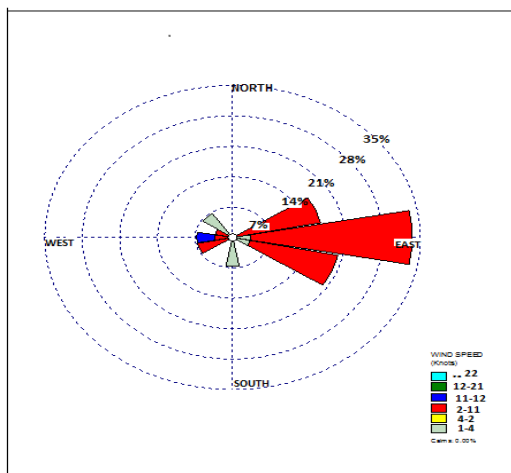 NORTH
35%
28%
21%
14%
7%
WEST
EAST
SOUTH
WIND SPEED
(Knots)
-- 22
12-21
11-12
2-11
4-2
1-4
Calms: 0.00%